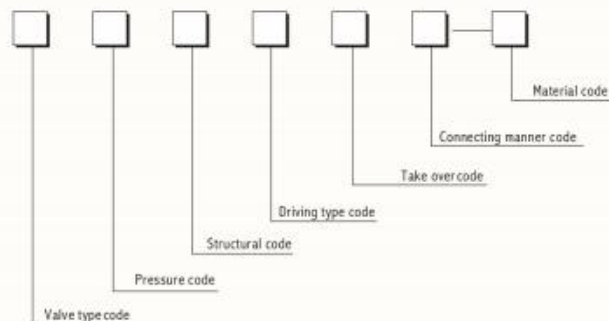 Material code
Connecting manner code
Take over code
Driving type code
Structural code
Pressure code
Valve type code